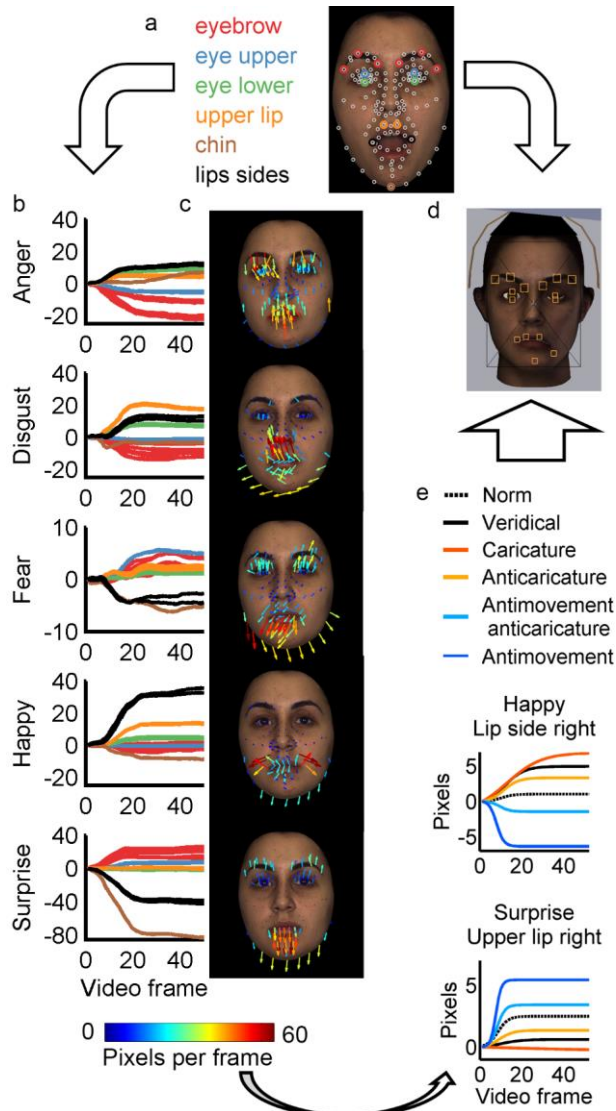 a
eyebrow
eye upper
eye lower
upper lip
chin
lips sides
b
c
d
Anger
40
20
0
-20
0 20 40
Disgust
40
20
0
-20
0 20 40
Fear
10
0
-10
0 20 40
Happy
40
20
0
-20
0 20 40
Surprise
40
0
-40
-80
0 20 40
Video frame
0
60
Pixels per frame
e
Norm
Veridical
Caricature
Anticaricature
Antimovement
anticaricature
Antimovement
Happy
Lip side right
Pixels
5
0
-5
0 20 40
Surprise
Upper lip right
Pixels
5
0
0 20 40
Video frame